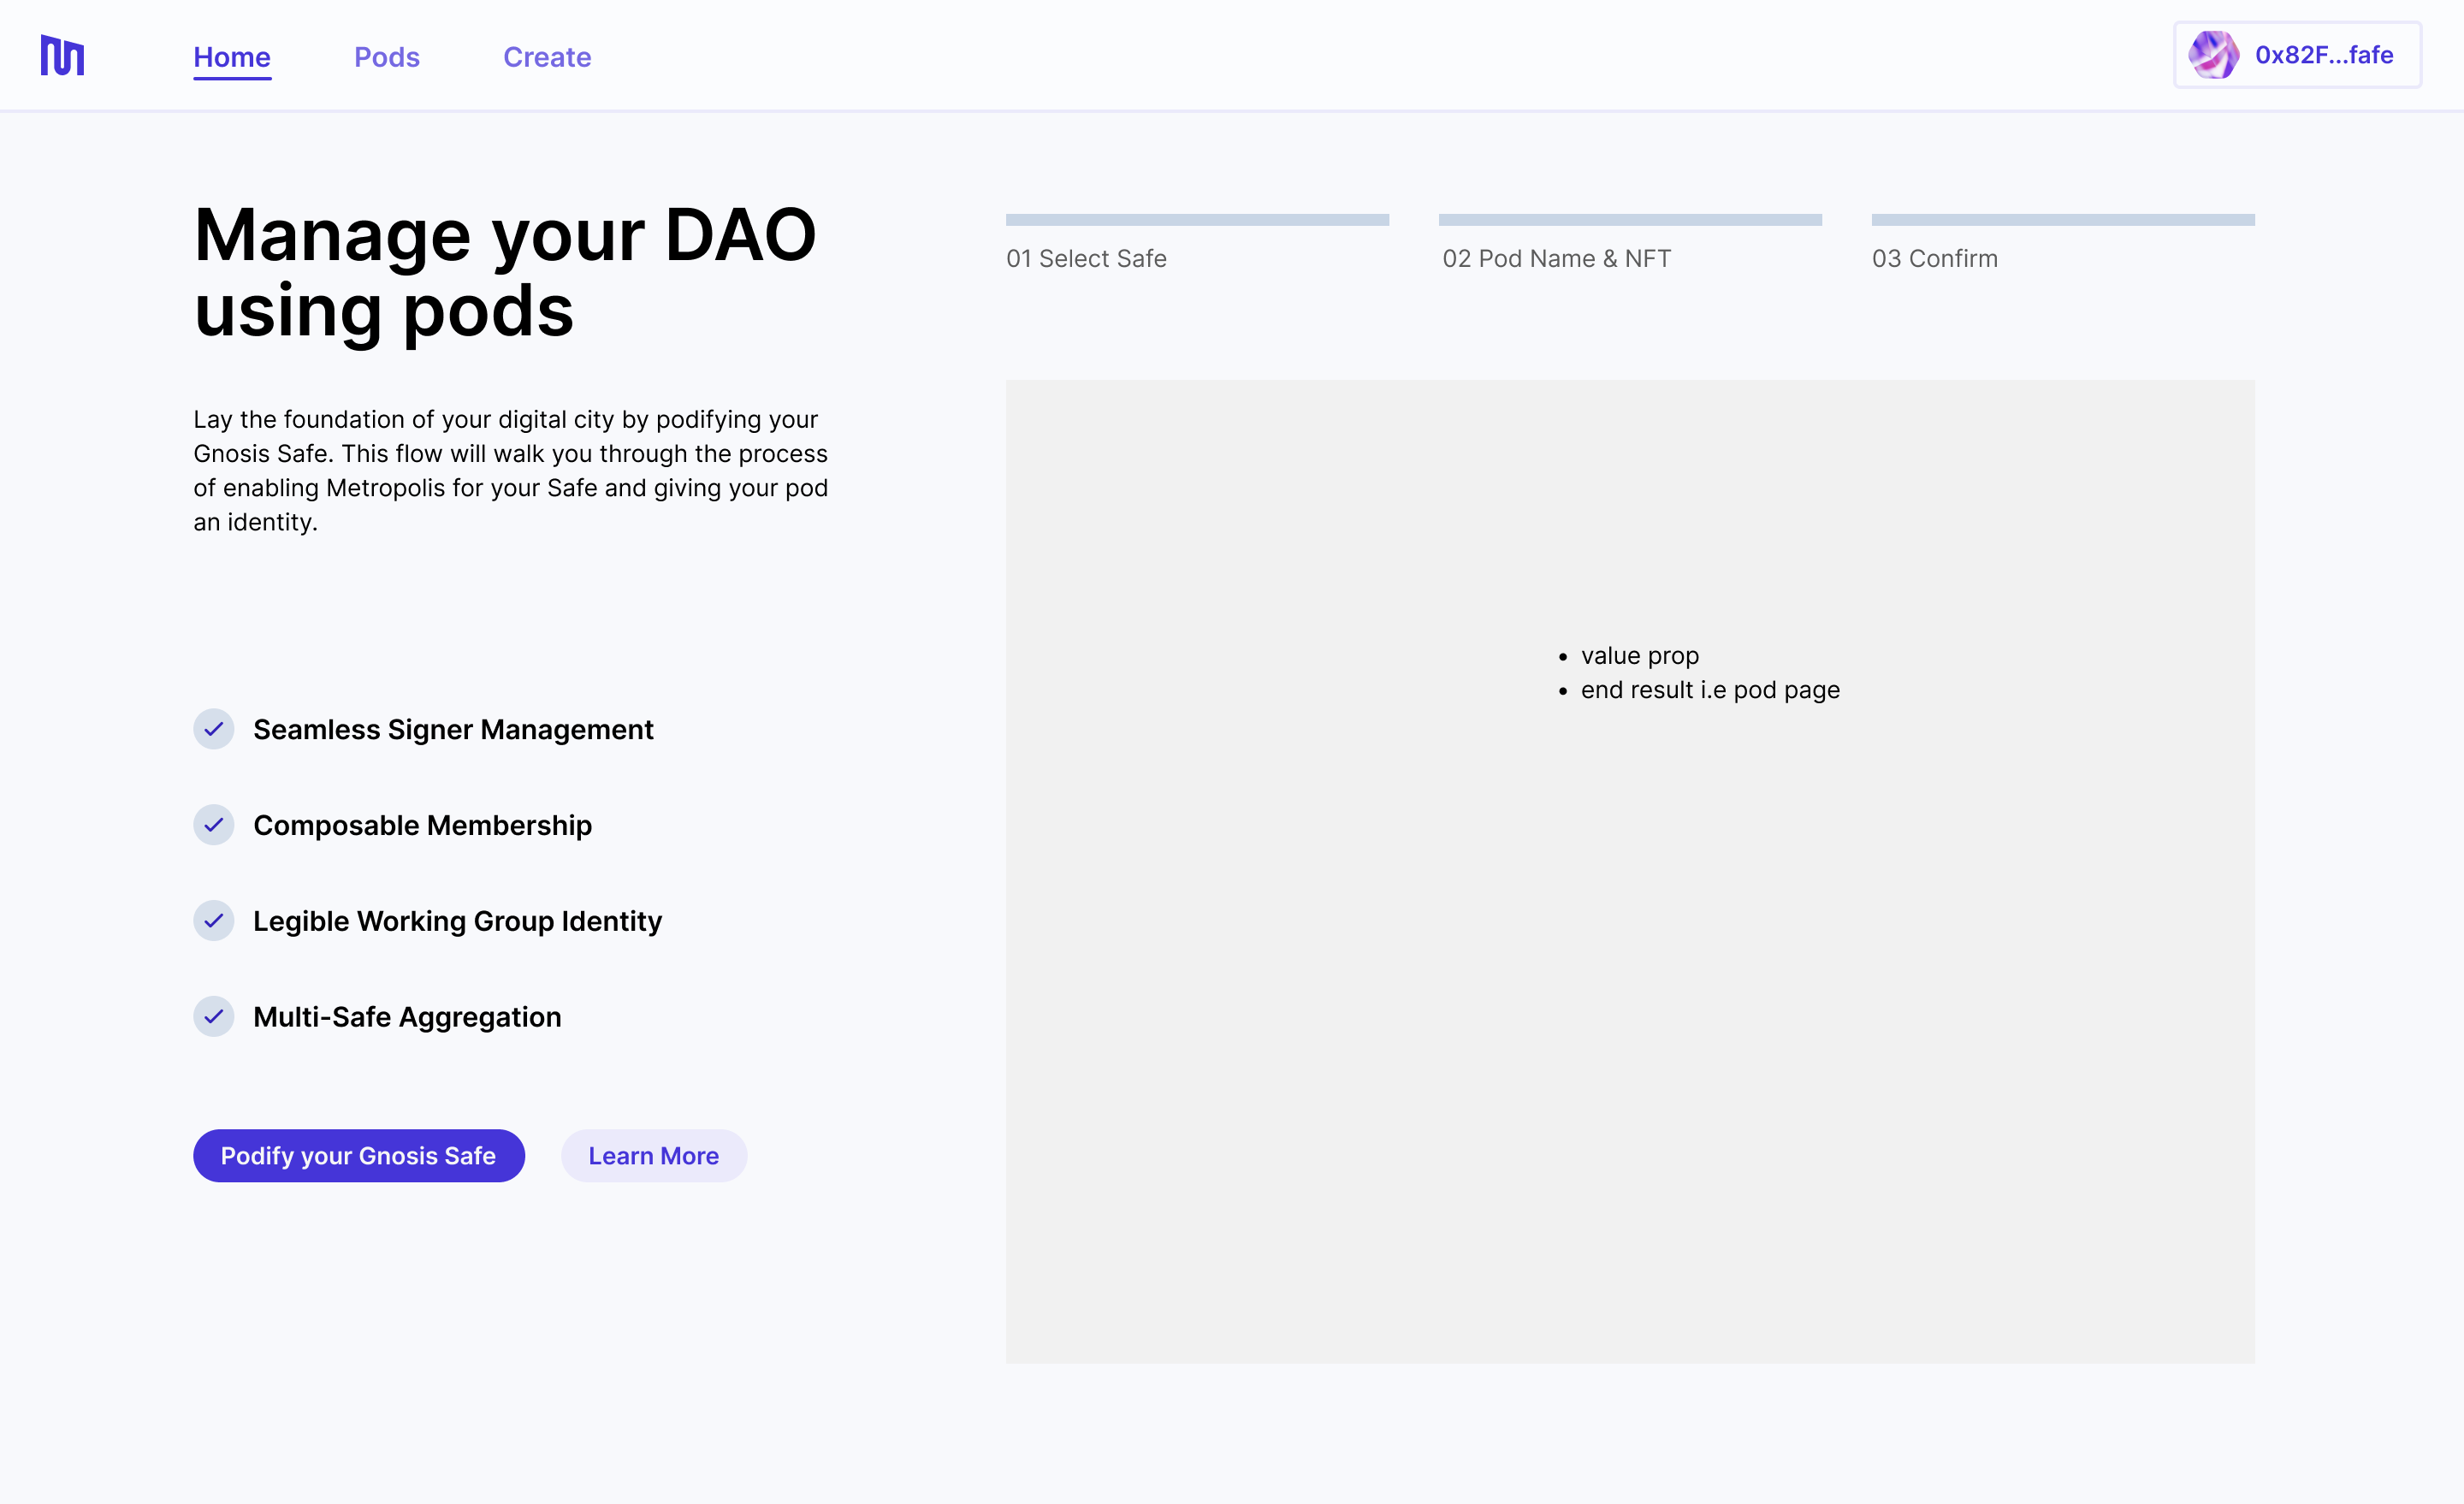 Home
Pods
Create
0x82F...fafe
Manage your DAO
using pods
Lay the foundation of your digital city by podifying your
Gnosis Safe. This flow will walk you through the process
of enabling Metropolis for your Safe and giving your pod
an identity.
Seamless Signer Management
Composable Membership
Legible Working Group Identity
Multi-Safe Aggregation
Podify your Gnosis Safe
Learn More
01 Select Safe
02 Pod Name & NFT
03 Confirm
• value prop
• end result i.e pod page